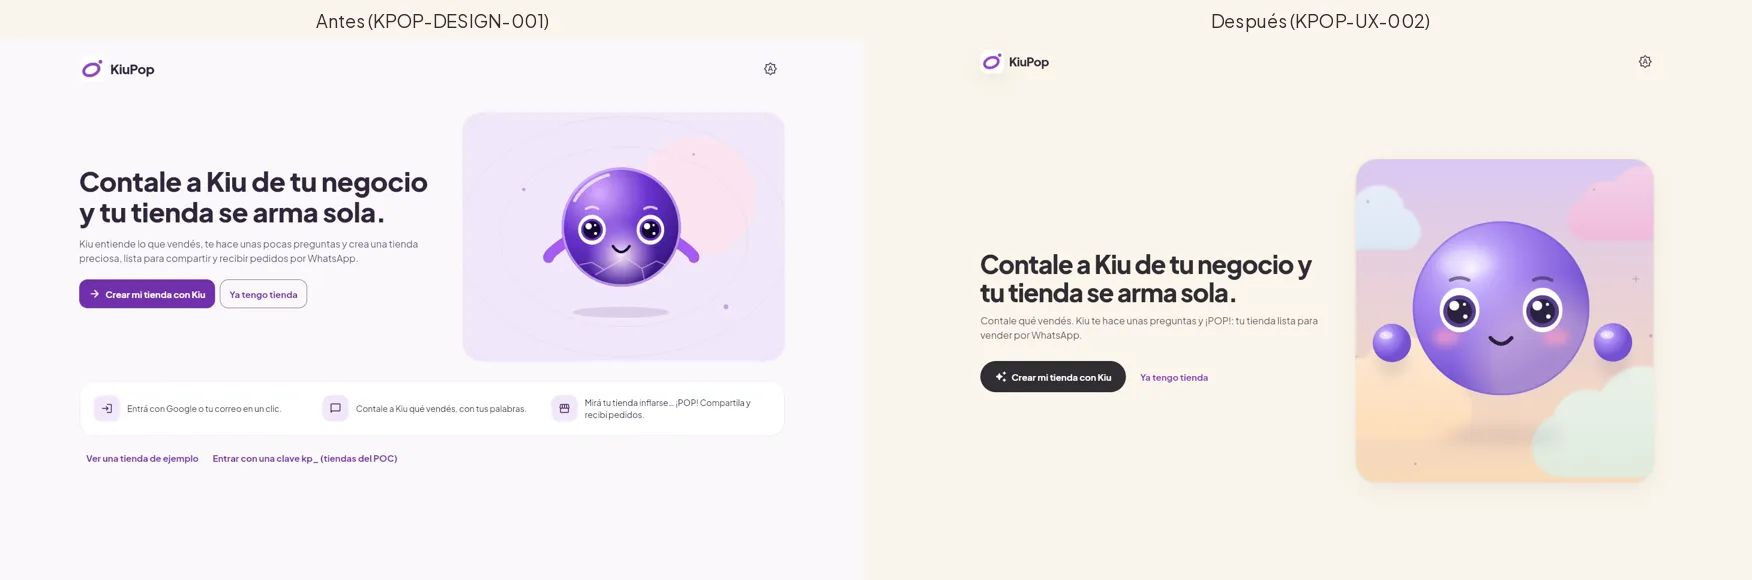 Antes (KPOP-DESIGN-001)
KiuPop
Contale a Kiu de tu negocio
y tu tienda se arma sola.
Kiu entiende lo que vendés, te hace unas pocas preguntas y crea una tienda
preciosa, lista para compartir y recibir pedidos por WhatsApp.
Crear mi tienda con Kiu
Ya tengo tienda
Entrá con Google o tu correo en un clic.
Contale a Kiu qué vendés, con tus palabras.
Mirá tu tienda inflarse... ¡POP! Compartila y
recibí pedidos.
Ver una tienda de ejemplo
Entrar con una clave kp_ (tiendas del POC)
Después (KPOP-UX-002)
KiuPop
Contale a Kiu de tu negocio y
tu tienda se arma sola.
Contale qué vendés. Kiu te hace unas preguntas y ¡POP!: tu tienda lista para
vender por WhatsApp.
Crear mi tienda con Kiu
Ya tengo tienda